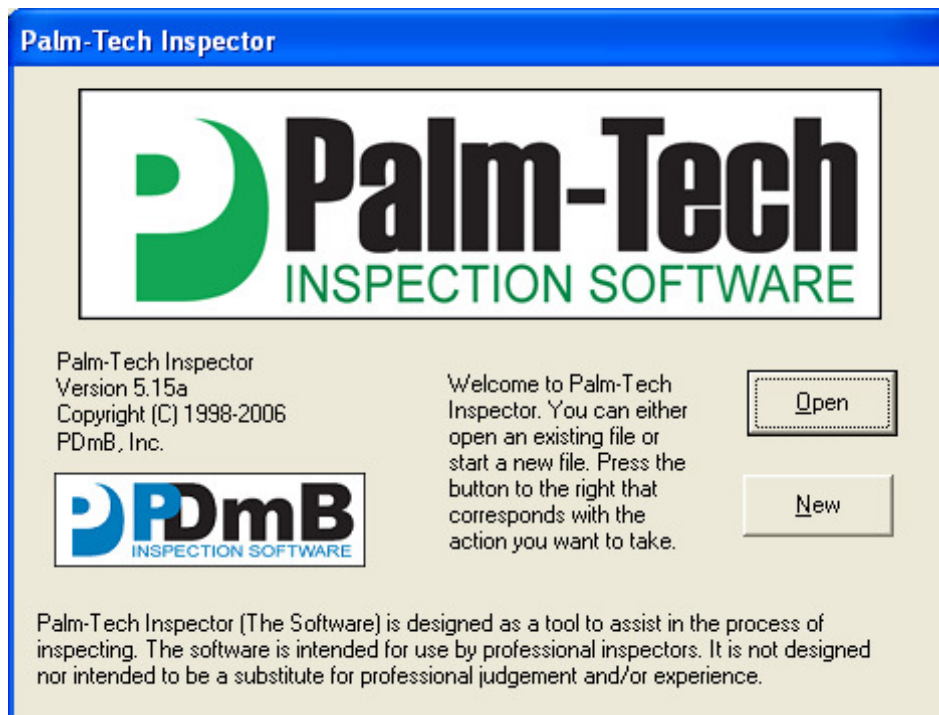 Palm-Tech Inspector
Palm-Tech
INSPECTION SOFTWARE
Palm-Tech Inspector
Version 5.15a
Copyright (C) 1998-2006
PDmB, Inc.
PDmB
INSPECTION SOFTWARE
Welcome to Palm-Tech
Inspector. You can either
open an existing file or
start a new file. Press the
button to the right that
corresponds with the
action you want to take.
Open
New
Palm-Tech Inspector (The Software) is designed as a tool to assist in the process of
inspecting. The software is intended for use by professional inspectors. It is not designed
nor intended to be a substitute for professional judgement and/or experience.